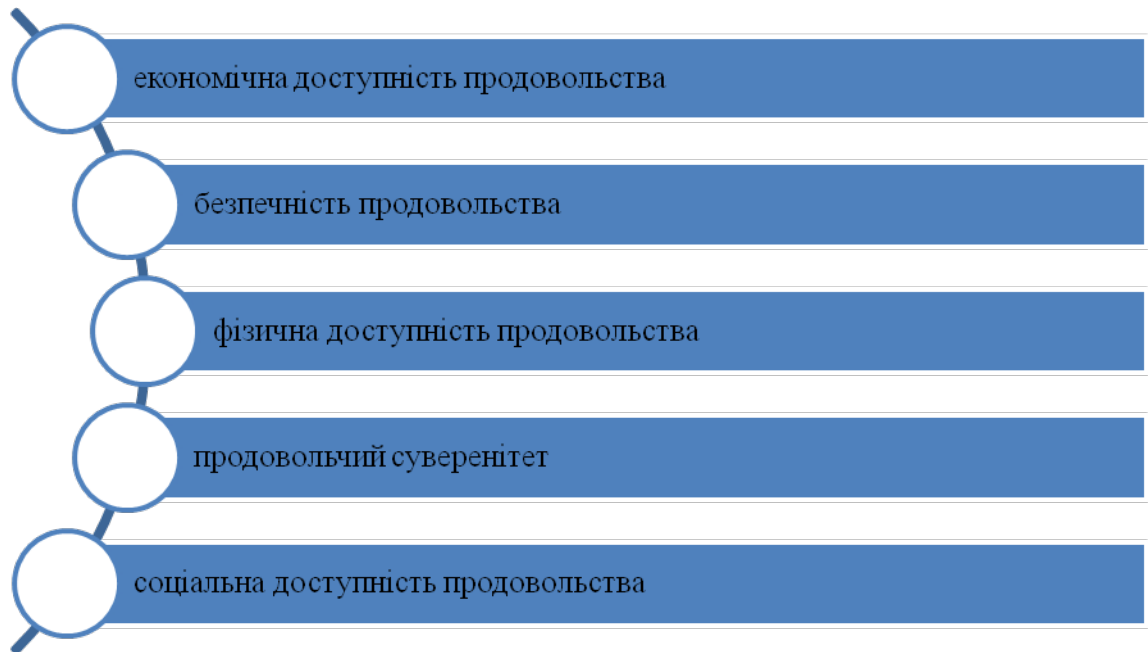 економічна доступність продовольства
безпечність продовольства
фізична доступність продовольства
продовольчий суверенітет
соціальна доступність продовольства